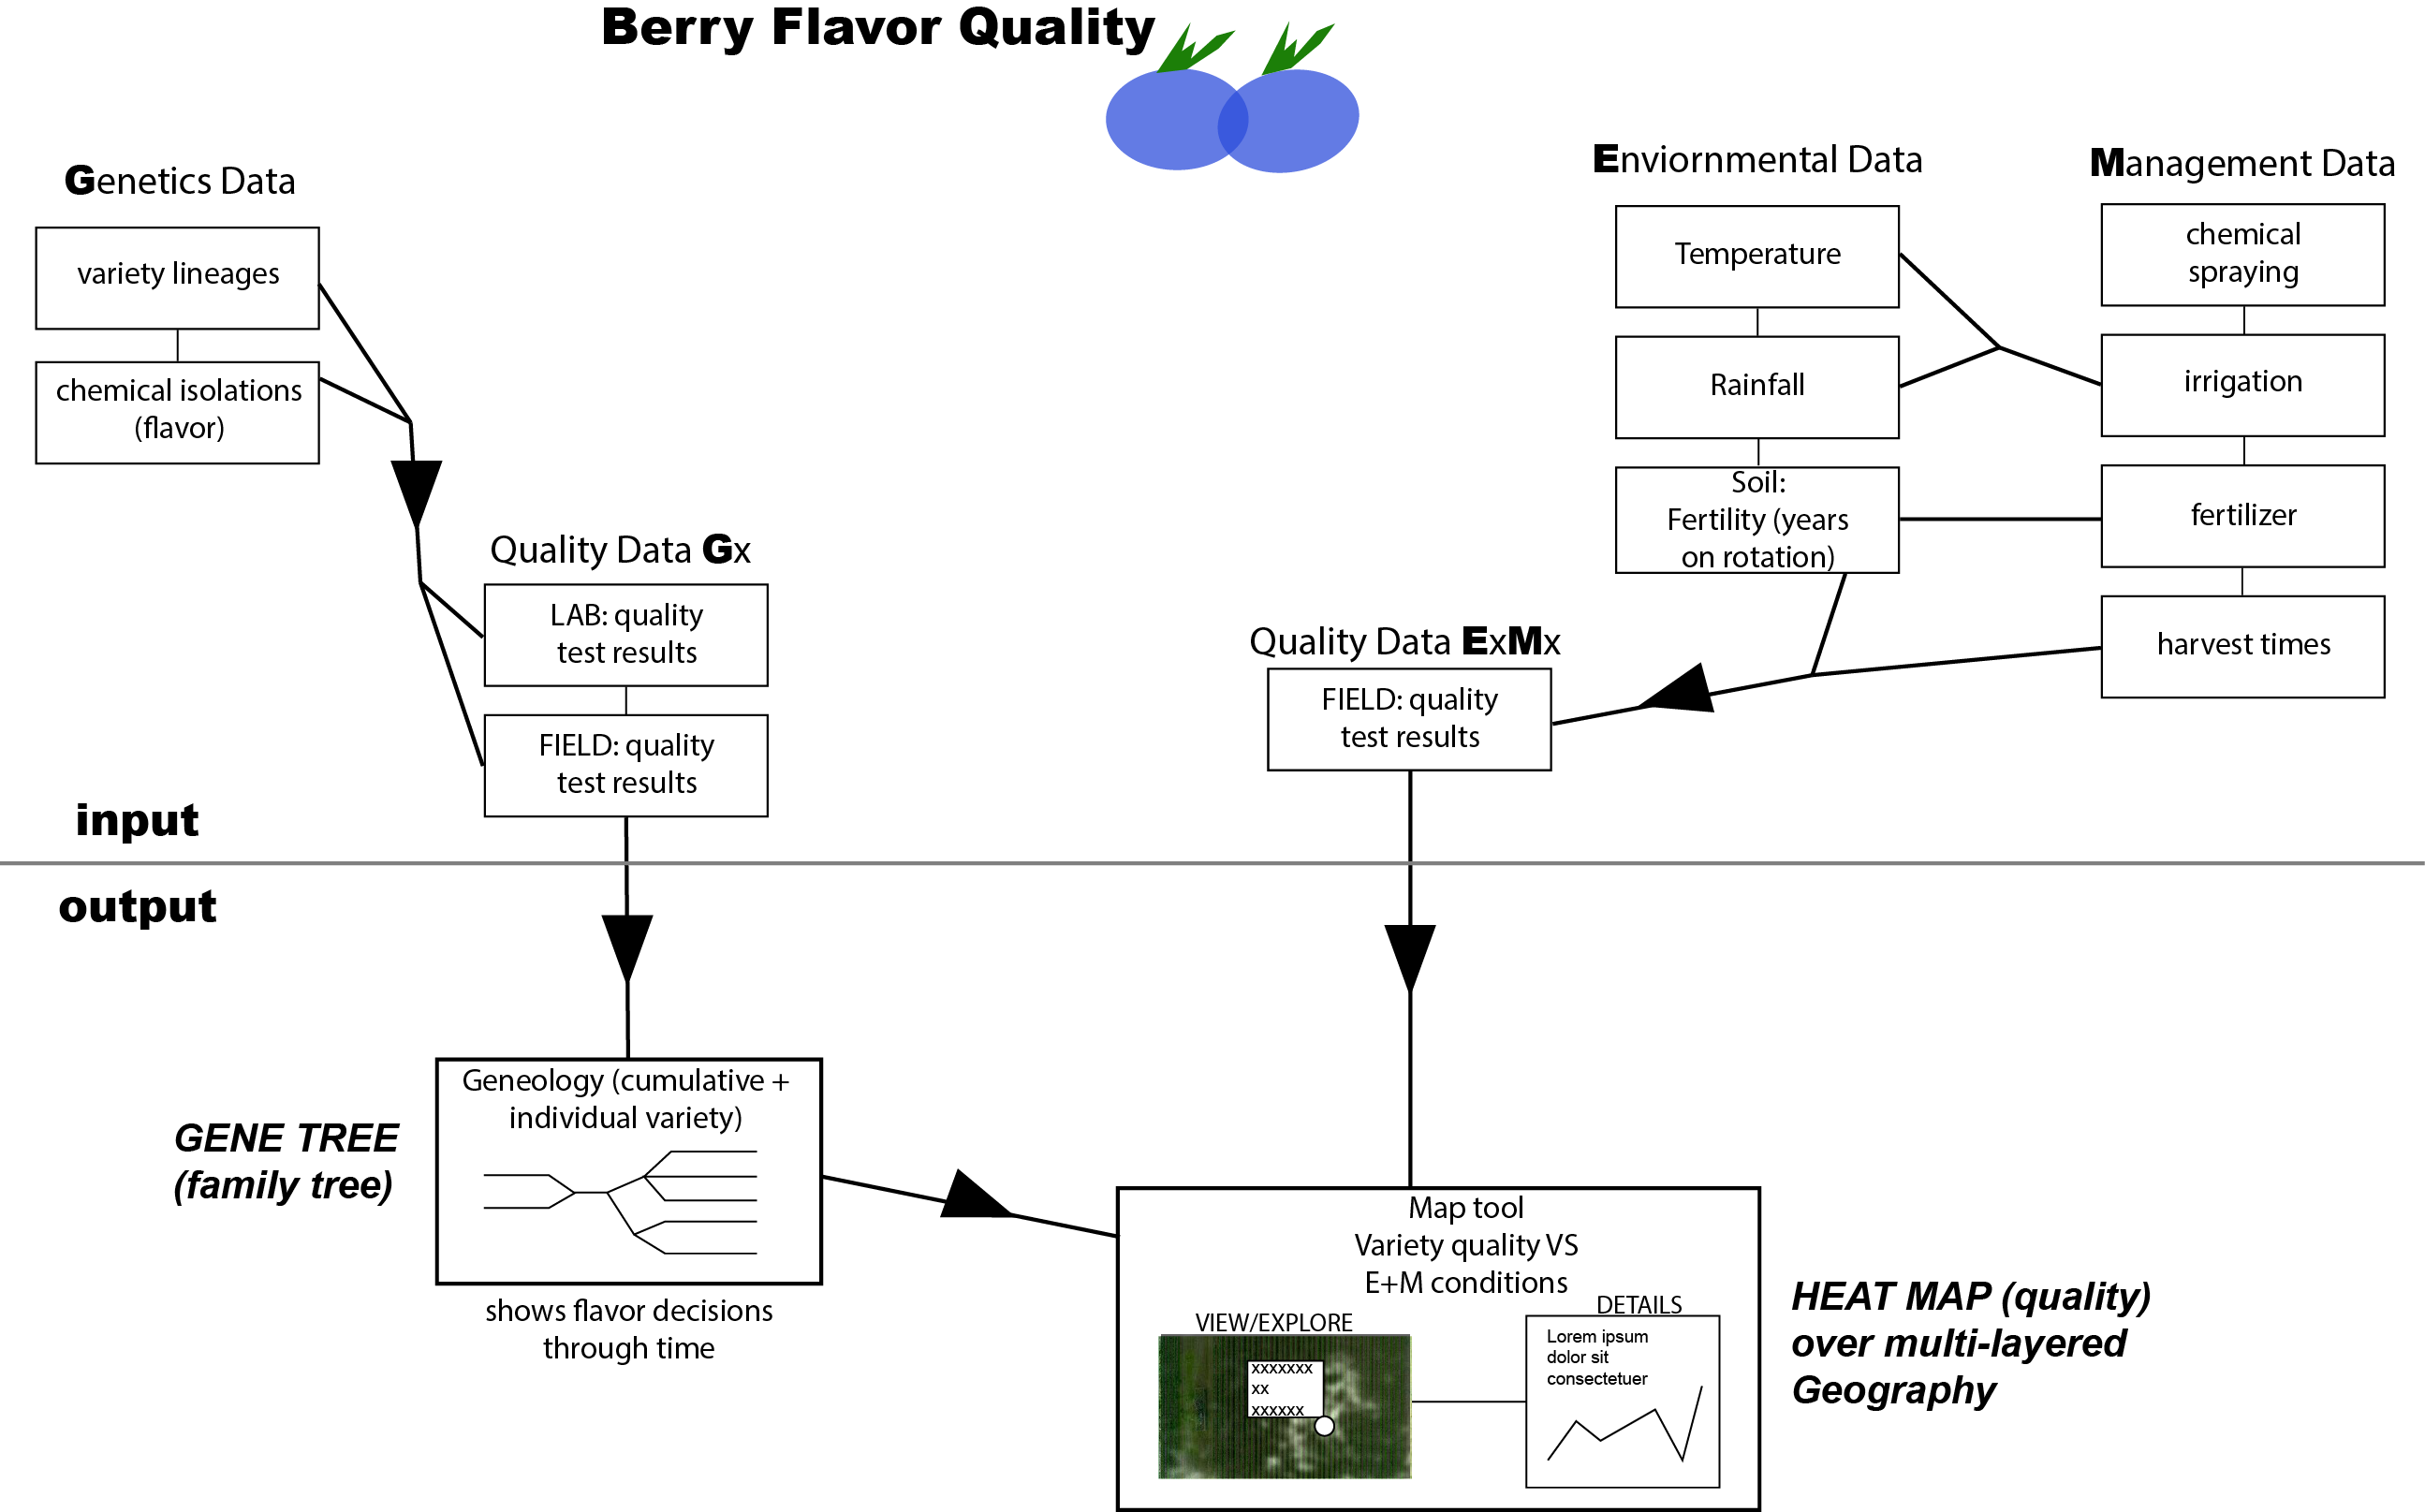 Berry Flavor Quality
Genetics Data
variety lineages
chemical isolations
(flavor)
Quality Data Gx
LAB: quality
test results
FIELD: quality
test results
Enviornmental Data
Temperature
Rainfall
Soil:
Fertility (years
on rotation)
Management Data
chemical
spraying
irrigation
fertilizer
harvest times
Quality Data ExMx
FIELD: quality
test results
input
output
GENE TREE
(family tree)
Geneology (cumulative +
individual variety)
shows flavor decisions
through time
Map tool
Variety quality VS
E+M conditions
VIEW/EXPLORE
xxxxxxx
xx
xxxxxx
DETAILS
Lorem ipsum
dolor sit
consectetuer
HEAT MAP (quality)
over multi-layered
Geography